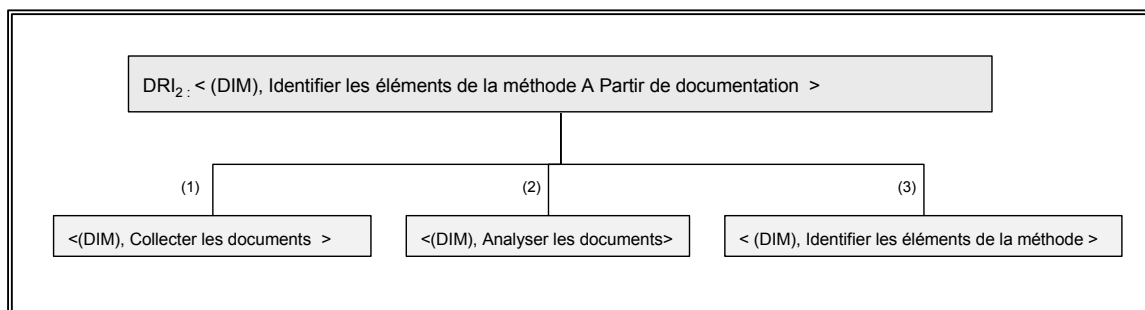 DRI2 : < (DIM), Identifier les éléments de la méthode A Partir de documentation >
(1)
(2)
(3)
<(DIM), Collecter les documents >
<(DIM), Analyser les documents>
< (DIM), Identifier les éléments de la méthode >